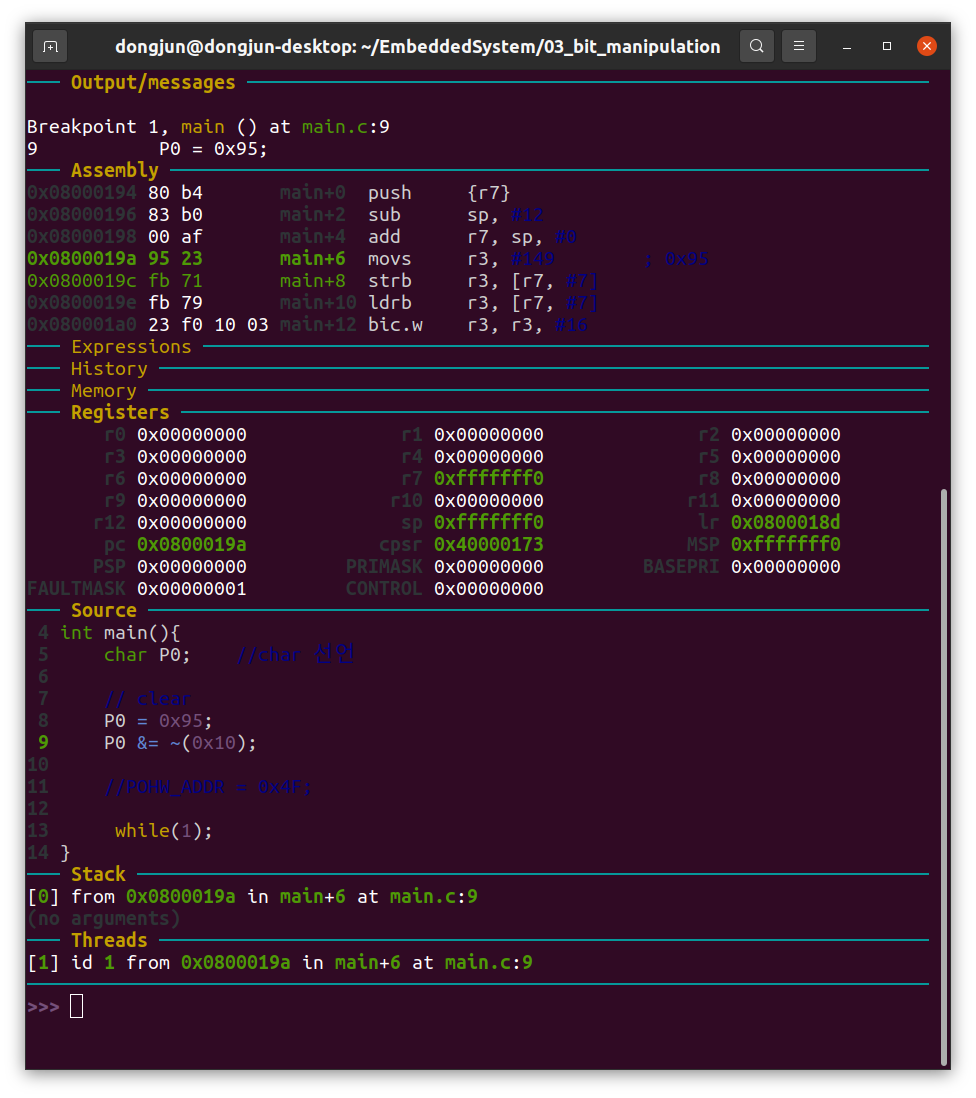 dongjun@dongjun-desktop: ~/EmbeddedSystem/03_bit_manipulation
Output/messages
Breakpoint 1, main () at main.c:9
9           P0 = 0x95;
Assembly
0x08000194 80 b4       main+0  push     {r7}
0x08000196 83 b0       main+2  sub      sp, #12
0x08000198 00 af       main+4  add      r7, sp, #0
0x0800019a 95 23       main+6  movs     r3, #149        ; 0x95
0x0800019c fb 71       main+8  strb     r3, [r7, #7]
0x0800019e fb 79       main+10 ldrb     r3, [r7, #7]
0x080001a0 23 f0 10 03 main+12 bic.w    r3, r3, #16
Expressions
History
Memory
Registers
r0 0x00000000 r1 0x00000000 r2 0x00000000
r3 0x00000000 r4 0x00000000 r5 0x00000000
r6 0x00000000 r7 0xfffffff0 r8 0x00000000
r9 0x00000000 r10 0x00000000 r11 0x00000000
r12 0x00000000 sp 0xfffffff0 lr 0x0800018d
pc 0x0800019a cpsr 0x40000173 MSP 0xfffffff0
PSP 0x00000000 PRIMASK 0x00000000 BASEPRI 0x00000000
FAULTMASK 0x00000001 CONTROL 0x00000000
Source
4 int main(){
5     char P0;    //char 선언
6
7     // clear
8     P0 = 0x95;
9     P0 &= ~(0x10);
10
11     //POHW_ADDR = 0x4F;
12
13      while(1);
14 }
Stack
[0] from 0x0800019a in main+6 at main.c:9
(no arguments)
Threads
[1] id 1 from 0x0800019a in main+6 at main.c:9
>>>